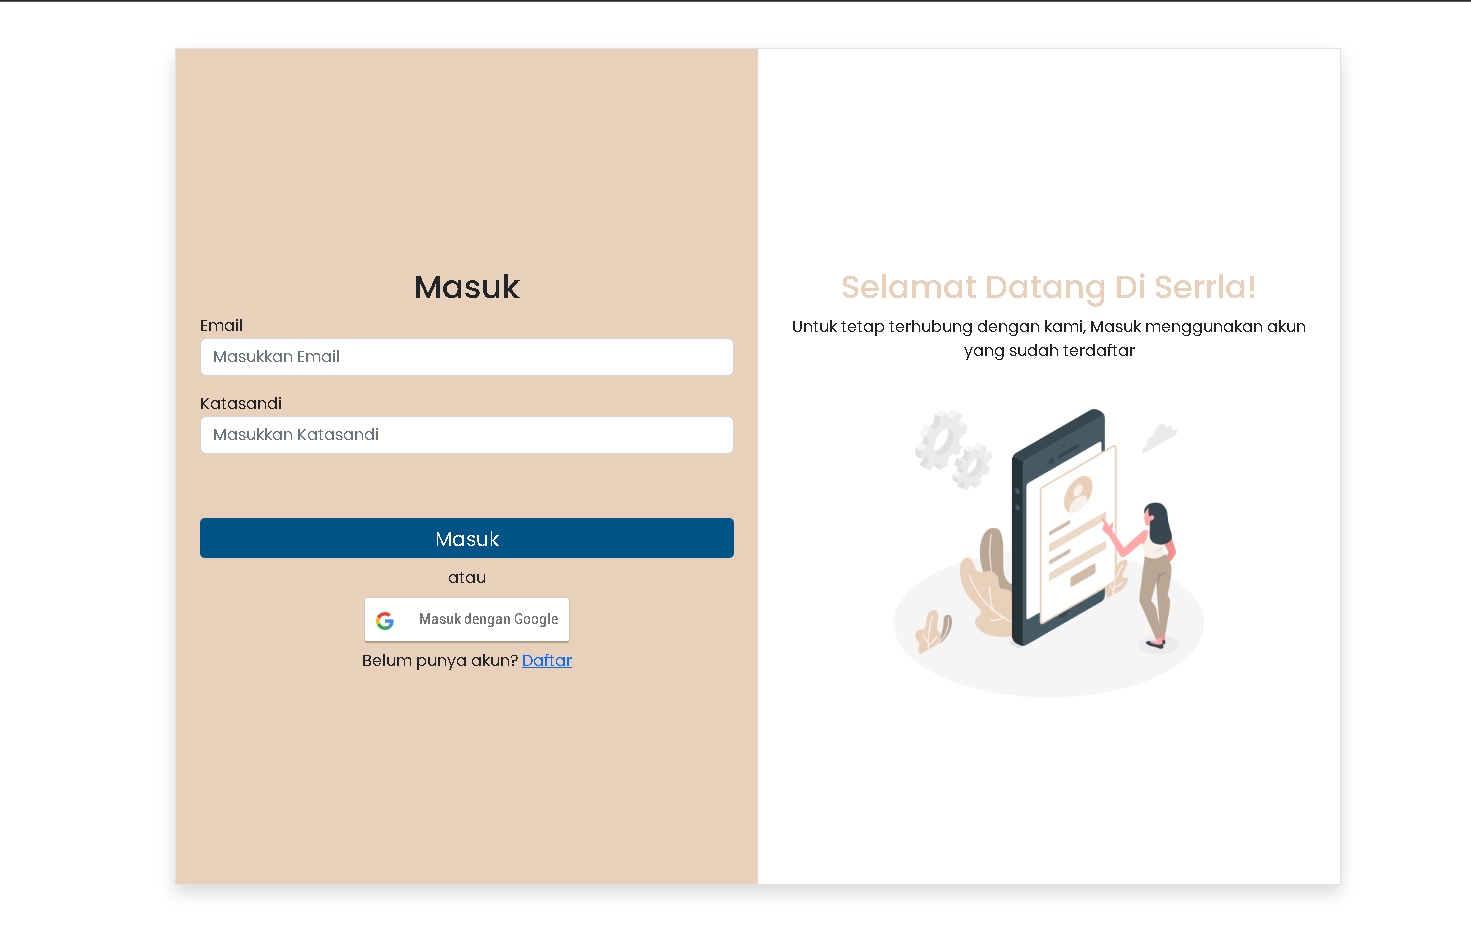 Masuk
Email
Masukkan Email
Katasandi
Masukkan Katasandi
Masuk
atau
Masuk dengan Google
Belum punya akun? Daftar
Selamat Datang Di Serrla!
Untuk tetap terhubung dengan kami, Masuk menggunakan akun
yang sudah terdaftar